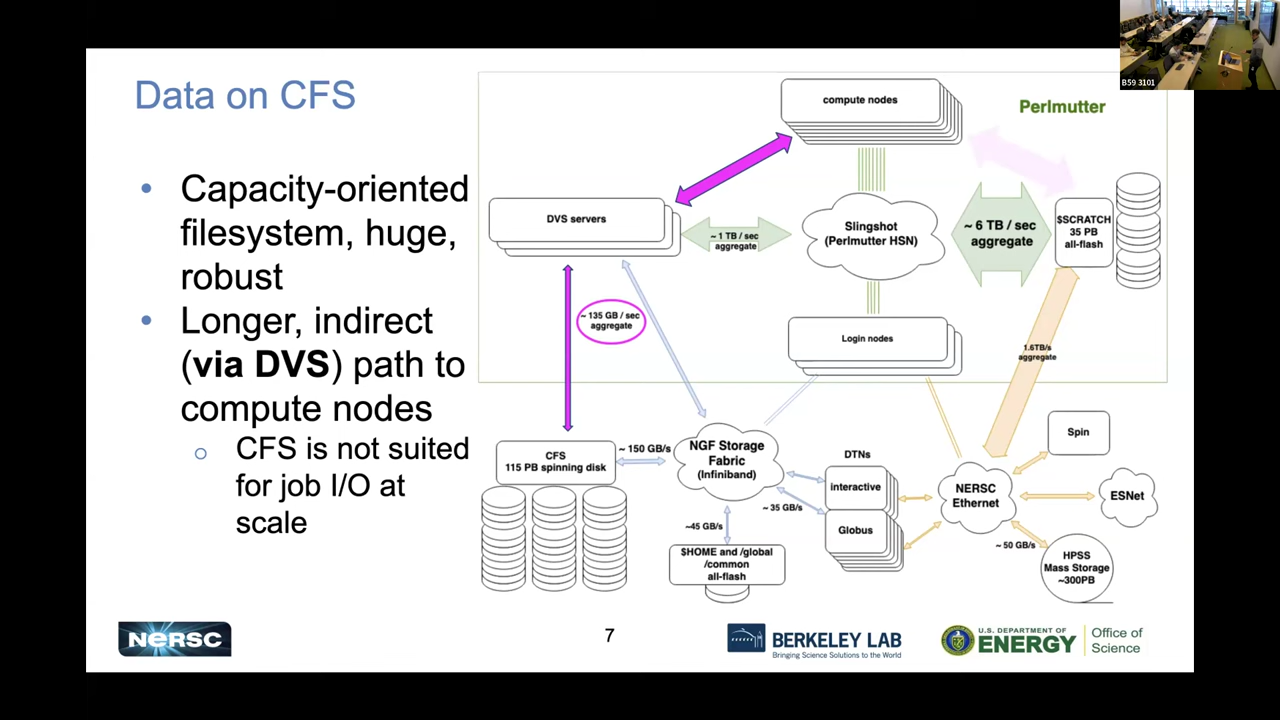 B59 3101
Data on CFS
• Capacity-oriented
filesystem, huge,
robust
• Longer, indirect
(via DVS) path to
compute nodes
○ CFS is not suited
for job I/O at
scale
compute nodes
Perlmutter
DVS servers
~ 1 TB / sec
aggregate
Slingshot
(Perlmutter HSN)
~ 6 TB / sec
aggregate
$SCRATCH
35 PB
all-flash
~ 135 GB / sec
aggregate
Login nodes
1.6TB/s
aggregate
CFS
115 PB spinning disk
~ 150 GB/s
NGF Storage
Fabric
(Infiniband)
DTNs
interactive
Globus
~ 35 GB/s
~45 GB/s
$HOME and /global
/common
all-flash
Spin
NERSC
Ethernet
ESNet
~ 50 GB/s
HPSS
Mass Storage
~300PB
NERSC
7
BERKELEY LAB
Bringing Science Solutions to the World
U.S. DEPARTMENT OF
ENERGY
Office of
Science